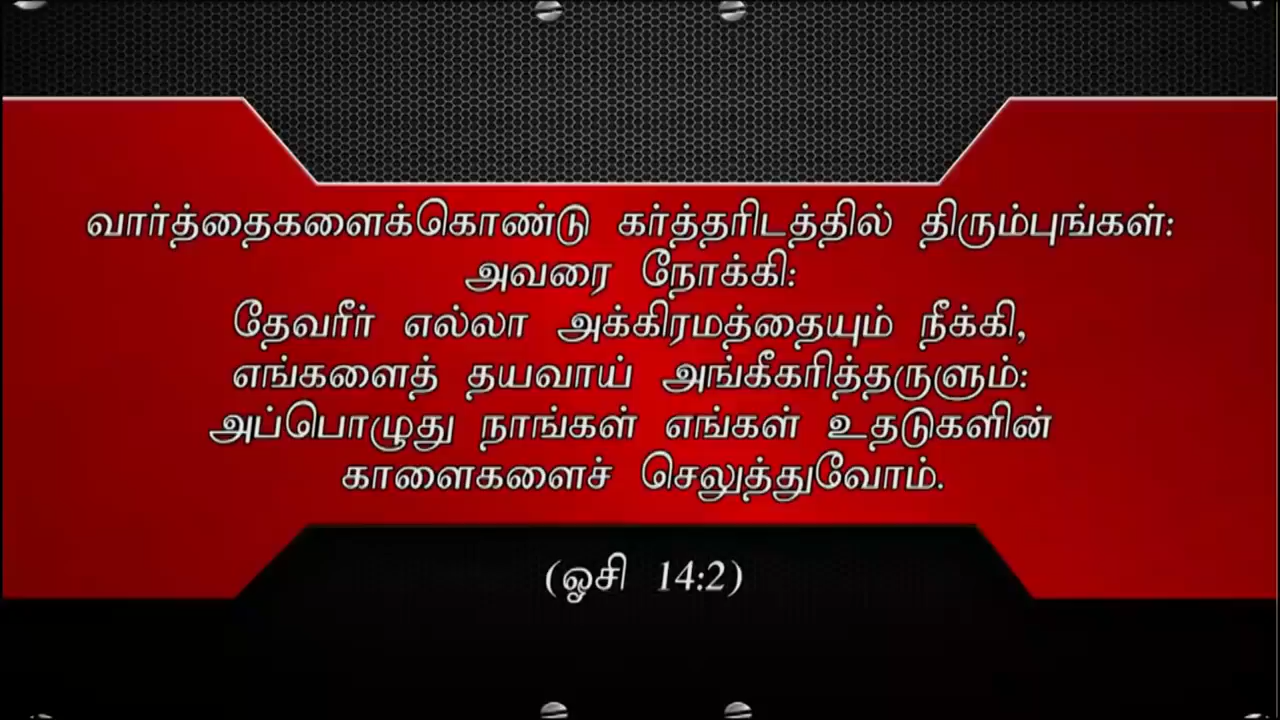 வார்த்தைகளைக்கொண்டு கர்த்தரிடத்தில் திரும்புங்கள்:
அவரை நோக்கி:
தேவரீர் எல்லா அக்கிரமத்தையும் நீக்கி,
எங்களைத் தயவாய் அங்கீகரித்தருளும்:
அப்பொழுது நாங்கள் எங்கள் உதடுகளின்
காளைகளைச் செலுத்துவோம்.
(ஓசி 14:2)